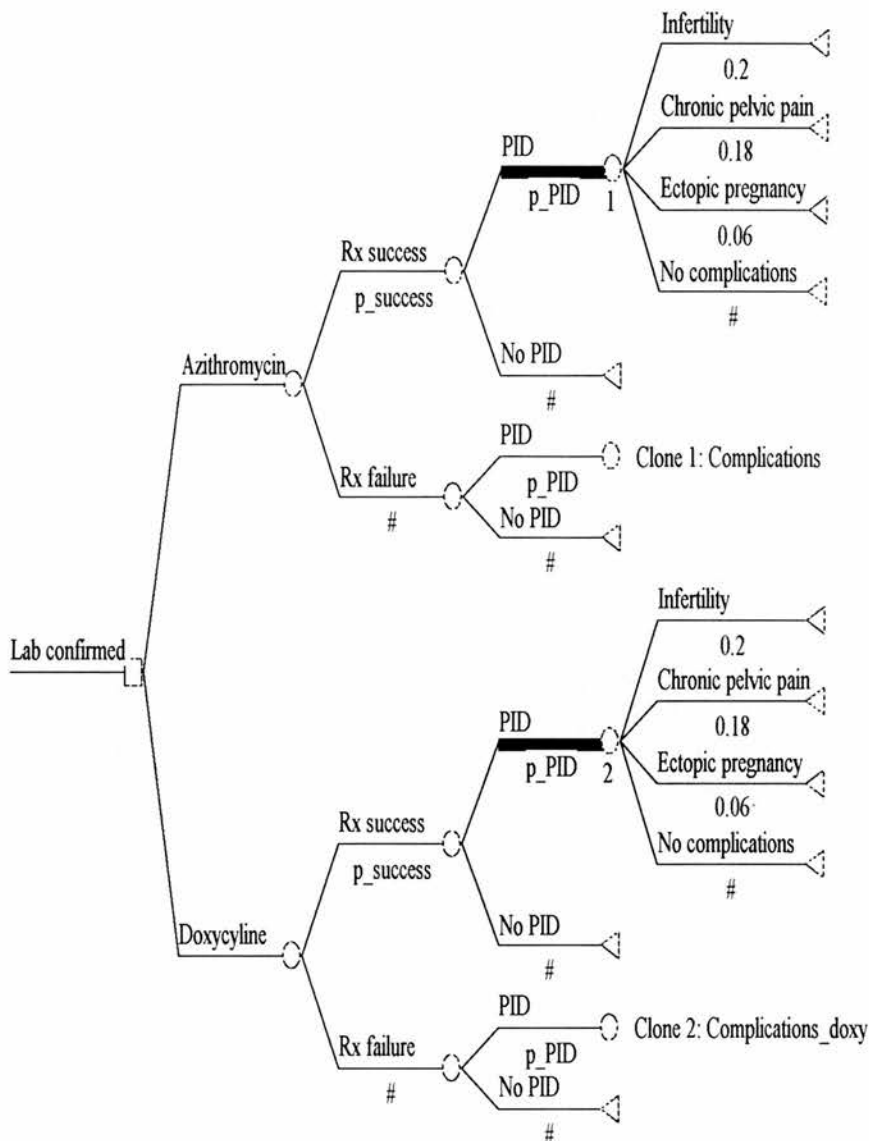 Infertility
0.2
Chronic pelvic pain
0.18
Ectopic pregnancy
0.06
No complications
#
PID
p_PID
1
Rx success
p_success
No PID
#
Azithromycin
PID
p_PID
Clone 1: Complications
Rx failure
#
No PID
#
Lab confirmed
Infertility
0.2
Chronic pelvic pain
0.18
Ectopic pregnancy
0.06
No complications
#
PID
p_PID
2
Rx success
p_success
No PID
#
Doxycyline
PID
p_PID
Clone 2: Complications_doxy
Rx failure
#
No PID
#